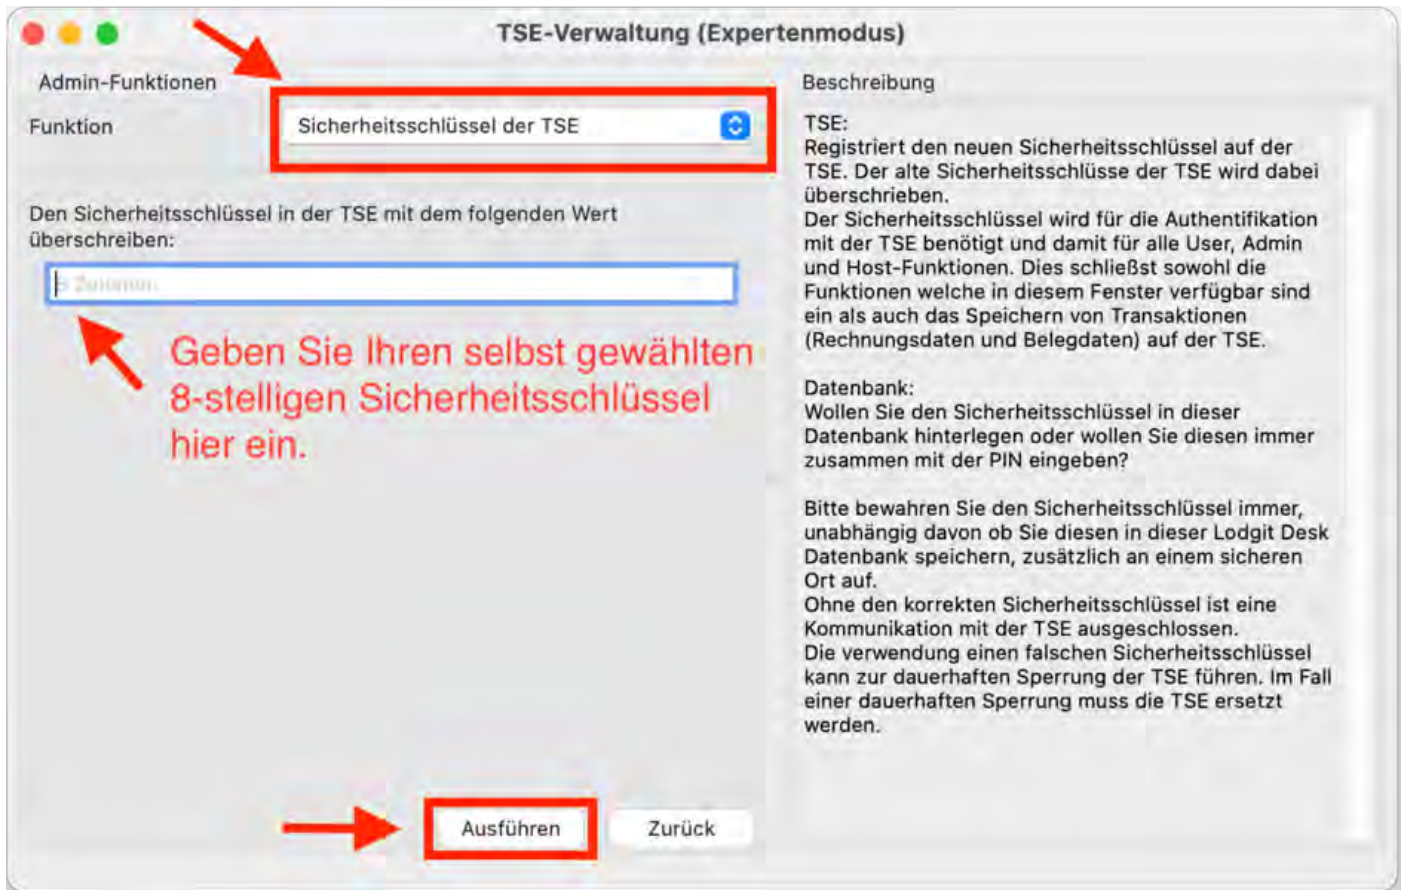 TSE-Verwaltung (Expertenmodus)
Admin-Funktionen
Funktion
Sicherheitsschlüssel der TSE
Den Sicherheitsschlüssel in der TSE mit dem folgenden Wert
überschreiben:
8 Zeichen
Geben Sie Ihren selbst gewählten
8-stelligen Sicherheitsschlüssel
hier ein.
Ausführen
Zurück
Beschreibung
TSE:
Registriert den neuen Sicherheitsschlüssel auf der
TSE. Der alte Sicherheitsschlüsse der TSE wird dabei
überschrieben.
Der Sicherheitsschlüssel wird für die Authentifikation
mit der TSE benötigt und damit für alle User, Admin
und Host-Funktionen. Dies schließst sowohl die
Funktionen welche in diesem Fenster verfügbar sind
ein als auch das Speichern von Transaktionen
(Rechnungsdaten und Belegdaten) auf der TSE.
Datenbank:
Wollen Sie den Sicherheitsschlüssel in dieser
Datenbank hinterlegen oder wollen Sie diesen immer
zusammen mit der PIN eingeben?
Bitte bewahren Sie den Sicherheitsschlüssel immer,
unabhängig davon ob Sie diesen in dieser Lodgit Desk
Datenbank speichern, zusätzlich an einem sicheren
Ort auf.
Ohne den korrekten Sicherheitsschlüssel ist eine
Kommunikation mit der TSE ausgeschlossen.
Die verwendung einen falschen Sicherheitsschlüssel
kann zur dauerhaften Sperrung der TSE führen. Im Fall
einer dauerhaften Sperrung muss die TSE ersetzt
werden.